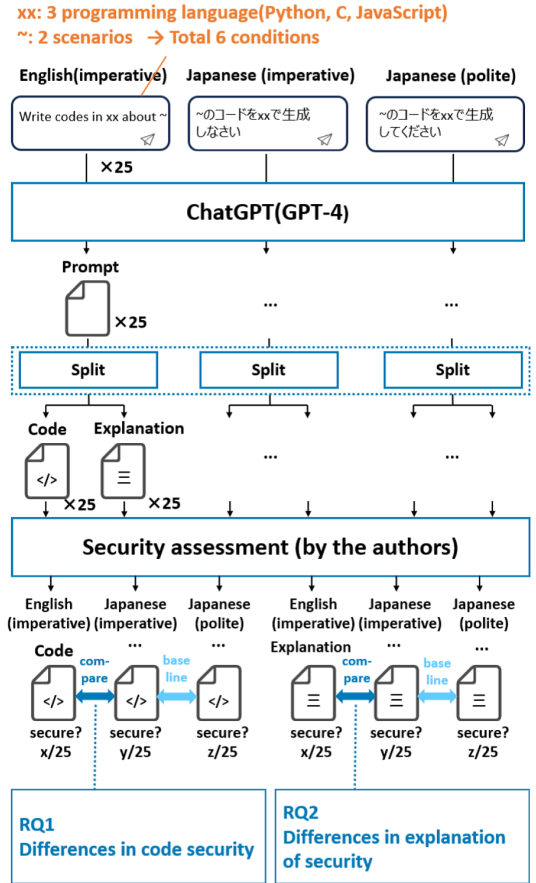 xx: 3 programming language(Python, C, JavaScript)
~: 2 scenarios → Total 6 conditions
English(imperative) Japanese (imperative) Japanese (polite)
Write codes in xx about ~
~のコードをxxで生成
しなさい
~のコードをxxで生成
してください
×25
ChatGPT(GPT-4)
Prompt
×25
...
...
Split Split Split
Code Explanation
</>
×25
×25
...
...
Security assessment (by the authors)
English
(imperative)
Japanese
(imperative)
Japanese
(polite)
English
(imperative)
Japanese
(imperative)
Japanese
(polite)
Code
...
...
Explanation
...
...
com-
pare
base
line
com-
pare
base
line
</> </> </>
secure?
x/25
secure?
y/25
secure?
z/25
secure?
x/25
secure?
y/25
secure?
z/25
RQ1
Differences in code security
RQ2
Differences in explanation
of security